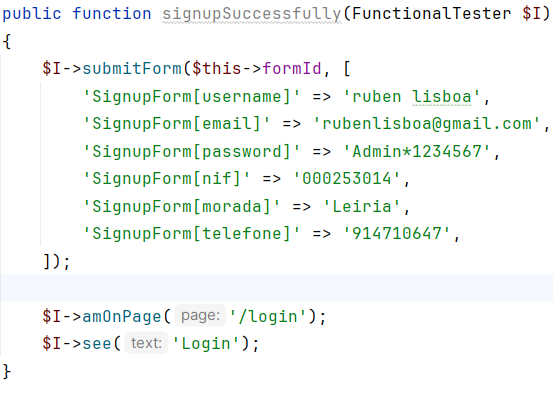 public function signupSuccessfully(FunctionalTester $I)
{
$I->submitForm($this->formId, [
'SignupForm[username]' => 'ruben lisboa',
'SignupForm[email]' => 'rubenlisboa@gmail.com',
'SignupForm[password]' => 'Admin*1234567',
'SignupForm[nif]' => '000253014',
'SignupForm[morada]' => 'Leiria',
'SignupForm[telefone]' => '914710647',
]);
$I->amOnPage( page: '/login');
$I->see( text: 'Login');
}